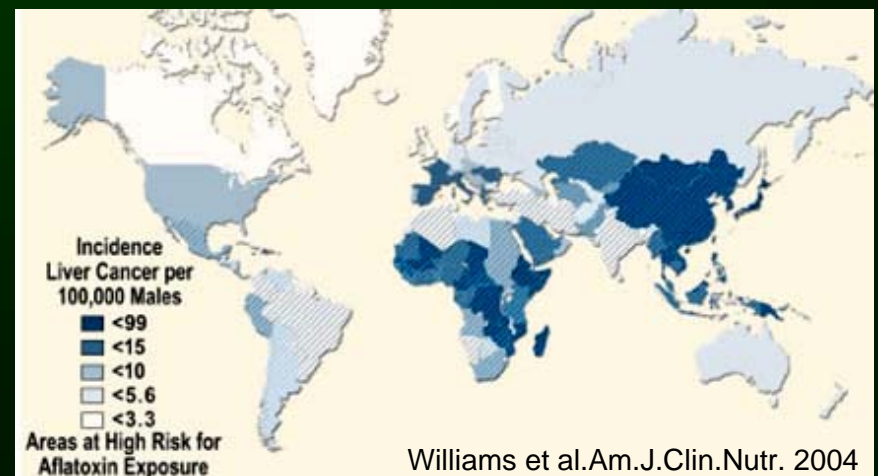 Incidence
Liver Cancer per
100,000 Males
<99
<15
<10
<5.6
<3.3
Areas at High Risk for
Aflatoxin Exposure
Williams et al.Am.J.Clin.Nutr. 2004